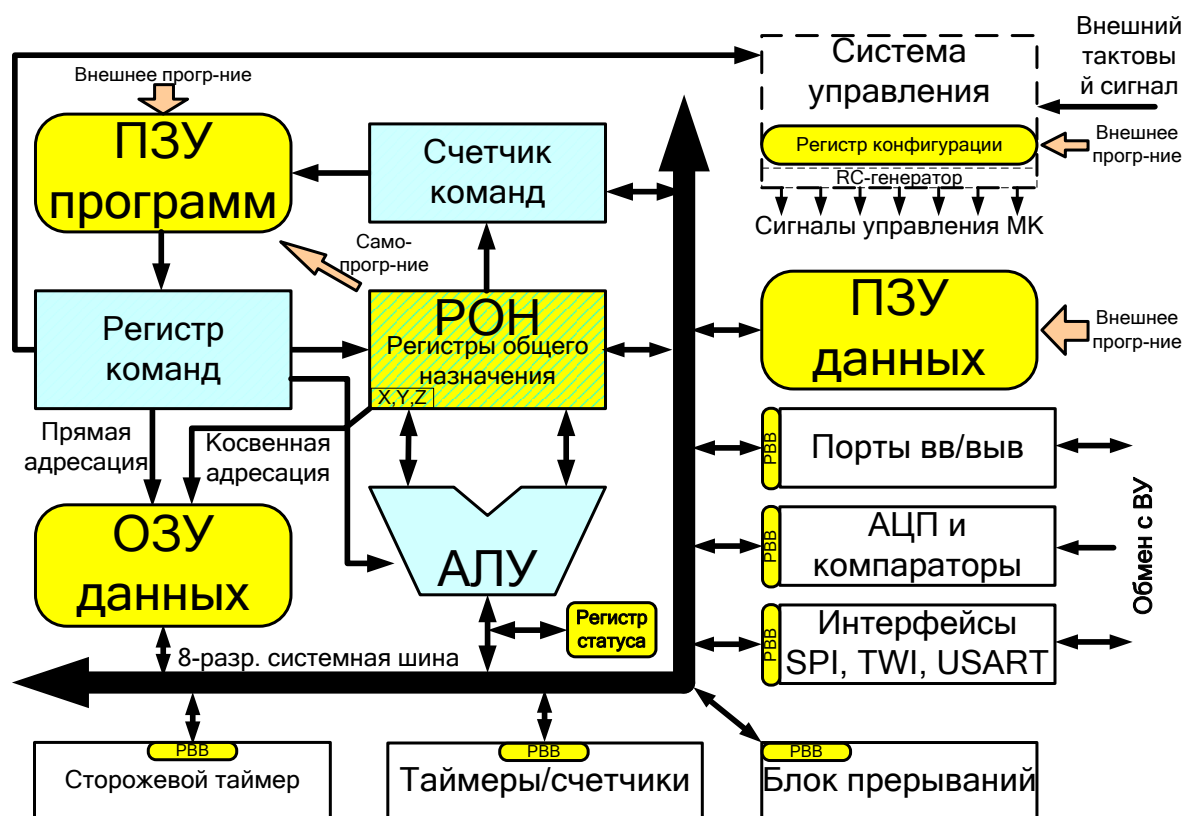 Внешний
тактовы
й сигнал
Система
управления
Внешнее прогр-ние
ПЗУ
программ
Счетчик
команд
Регистр конфигурации
Внешнее
прогр-ние
RC-генератор
Сигналы управления МК
Само-
прогр-ние
ПЗУ
данных
Внешнее
прогр-ние
Регистр
команд
РОН
Регистры общего
назначения
X,Y,Z
Прямая
адресация
Косвенная
адресация
РВВ
Порты вв/выв
ОЗУ
данных
АЛУ
РВВ
АЦП и
компараторы
Обмен с ВУ
Регистр
статуса
РВВ
Интерфейсы
SPI, TWI, USART
8-разр. системная шина
РВВ
Сторожевой таймер
РВВ
Таймеры/счетчики
РВВ
Блок прерываний